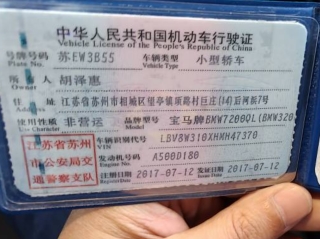 中华人民共和国机动车行驶证
Vehicle License of the People's Republic of China
号牌号码 苏EW3B55 车辆类型 小型轿车
Plate No. Vehicle Type
所有人 胡泽惠
住址 江苏省苏州市相城区望亭镇项路村巨庄(14)后河振7号
使用性质 非营运 品牌型号 宝马牌BMW7200QL(BMW320
Use Character
江苏省苏州 车辆识别代号 LBV8W310XHMH47370
VIN
市公安局交 发动机号码 A500D180
Engine No.
通警察支队 注册日期 2017-07-12 发证日期 2017-07-12
Register Date Issue Date